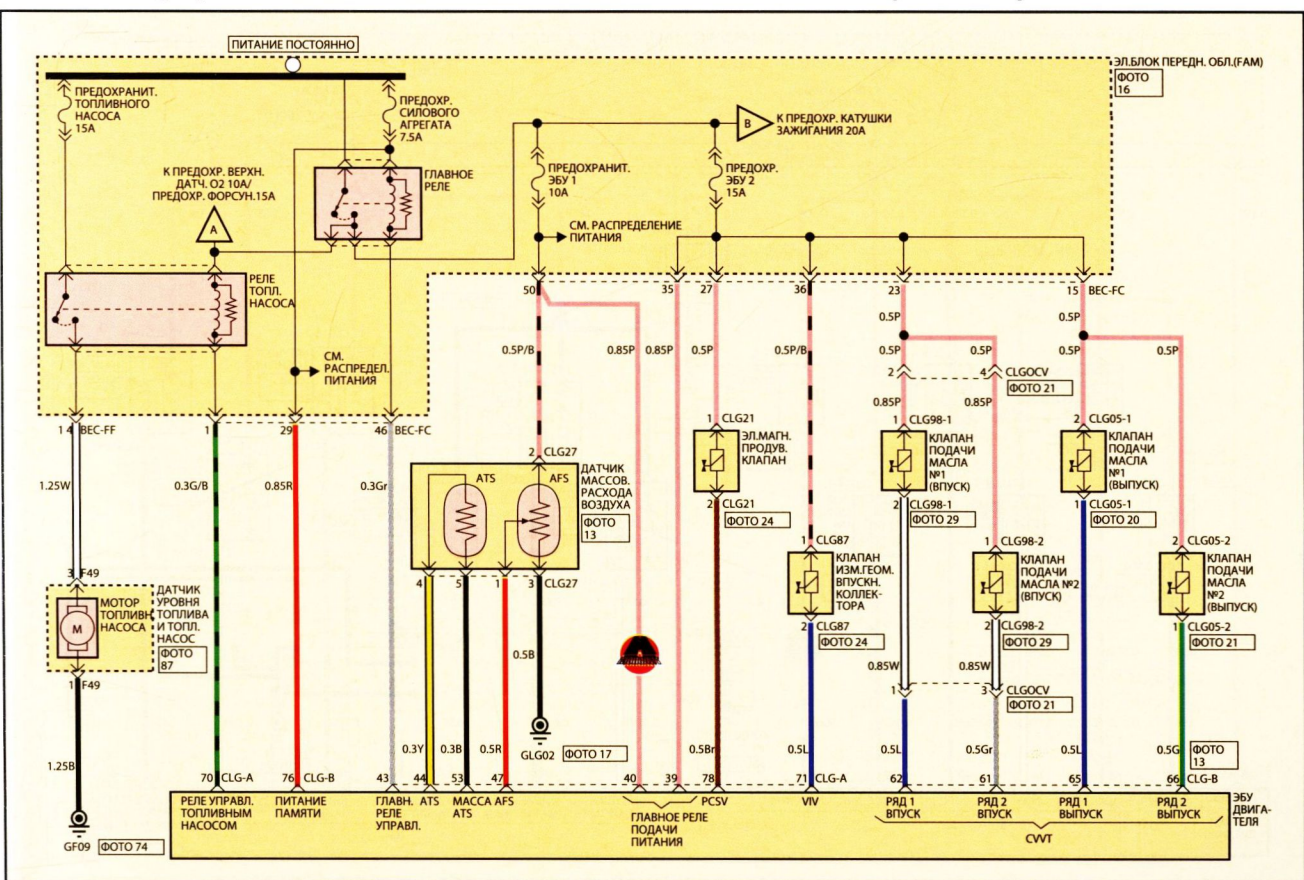 ПИТАНИЕ ПОСТОЯННО
ЭЛ.БЛОК ПЕРЕДН. ОБЛ.(FAM)
ФОТО
16
ПРЕДОХРАНИТ.
ТОПЛИВНОГО
НАСОСА
15А
ПРЕДОХР.
СИЛОВОГО
АГРЕГАТА
7.5А
B
К ПРЕДОХР. КАТУШКИ
ЗАЖИГАНИЯ 20А
К ПРЕДОХР. ВЕРХН.
ДАТЧ. О2 10А/
ПРЕДОХР. ФОРСУН.15А
A
ГЛАВНОЕ
РЕЛЕ
ПРЕДОХРАНИТ.
ЭБУ 1
10А
ПРЕДОХР.
ЭБУ 2
15А
СМ. РАСПРЕДЕЛЕНИЕ
ПИТАНИЯ
РЕЛЕ
ТОПЛ.
НАСОСА
СМ.
РАСПРЕДЕЛ.
ПИТАНИЯ
50
35
27
36
23
15
BEC-FC
0.5P
0.5P
0.5P/B
0.85P
0.85P
0.5P
0.5P/B
0.5P
0.5P
0.5P
0.5P
2
4
CLGOCV
ФОТО 21
0.85P
0.85P
1 4
BEC-FF
1
29
46
BEC-FC
1.25W
0.3G/B
0.85R
0.3Gr
2
CLG27
ATS
AFS
ДАТЧИК
МАССОВ.
РАСХОДА
ВОЗДУХА
ФОТО
13
4
5
1
3
CLG27
1
CLG21
ЭЛ.МАГН.
ПРОДУВ.
КЛАПАН
2
CLG21
ФОТО 24
1
CLG98-1
КЛАПАН
ПОДАЧИ
МАСЛА
№1
(ВПУСК)
2
CLG98-1
ФОТО 29
2
CLG05-1
КЛАПАН
ПОДАЧИ
МАСЛА
№1
(ВЫПУСК)
1
CLG05-1
ФОТО 20
1
CLG87
КЛАПАН
ИЗМ.ГЕОМ.
ВПУСКН.
КОЛЛЕК-
ТОРА
2
CLG87
ФОТО 24
1
CLG98-2
КЛАПАН
ПОДАЧИ
МАСЛА №2
(ВПУСК)
2
CLG98-2
ФОТО 29
2
CLG05-2
КЛАПАН
ПОДАЧИ
МАСЛА
№2
(ВЫПУСК)
1
CLG05-2
ФОТО 21
3
F49
МОТОР
ТОПЛИВН.
НАСОСА
M
ДАТЧИК
УРОВНЯ
ТОПЛИВА
И ТОПЛ.
НАСОС
ФОТО
87
1
F49
1.25B
GF09
ФОТО 74
0.5B
GLG02
ФОТО 17
0.85W
0.85W
1
3
CLGOCV
ФОТО 21
0.3Y
0.3B
0.5R
0.5Br
0.5L
0.5L
0.5Gr
0.5L
0.5G
ФОТО
13
70
CLG-A
76
CLG-B
43
44
53
47
40
39
78
71
CLG-A
62
61
65
66
CLG-B
РЕЛЕ УПРАВЛ.
ТОПЛИВНЫМ
НАСОСОМ
ПИТАНИЕ
ПАМЯТИ
ГЛАВН.
РЕЛЕ
УПРАВЛ.
ATS
МАССА
ATS
AFS
ГЛАВНОЕ РЕЛЕ
ПОДАЧИ
ПИТАНИЯ
PCSV
VIV
РЯД 1
ВПУСК
РЯД 2
ВПУСК
РЯД 1
ВЫПУСК
РЯД 2
ВЫПУСК
CVVT
ЭБУ
ДВИГА-
ТЕЛЯ